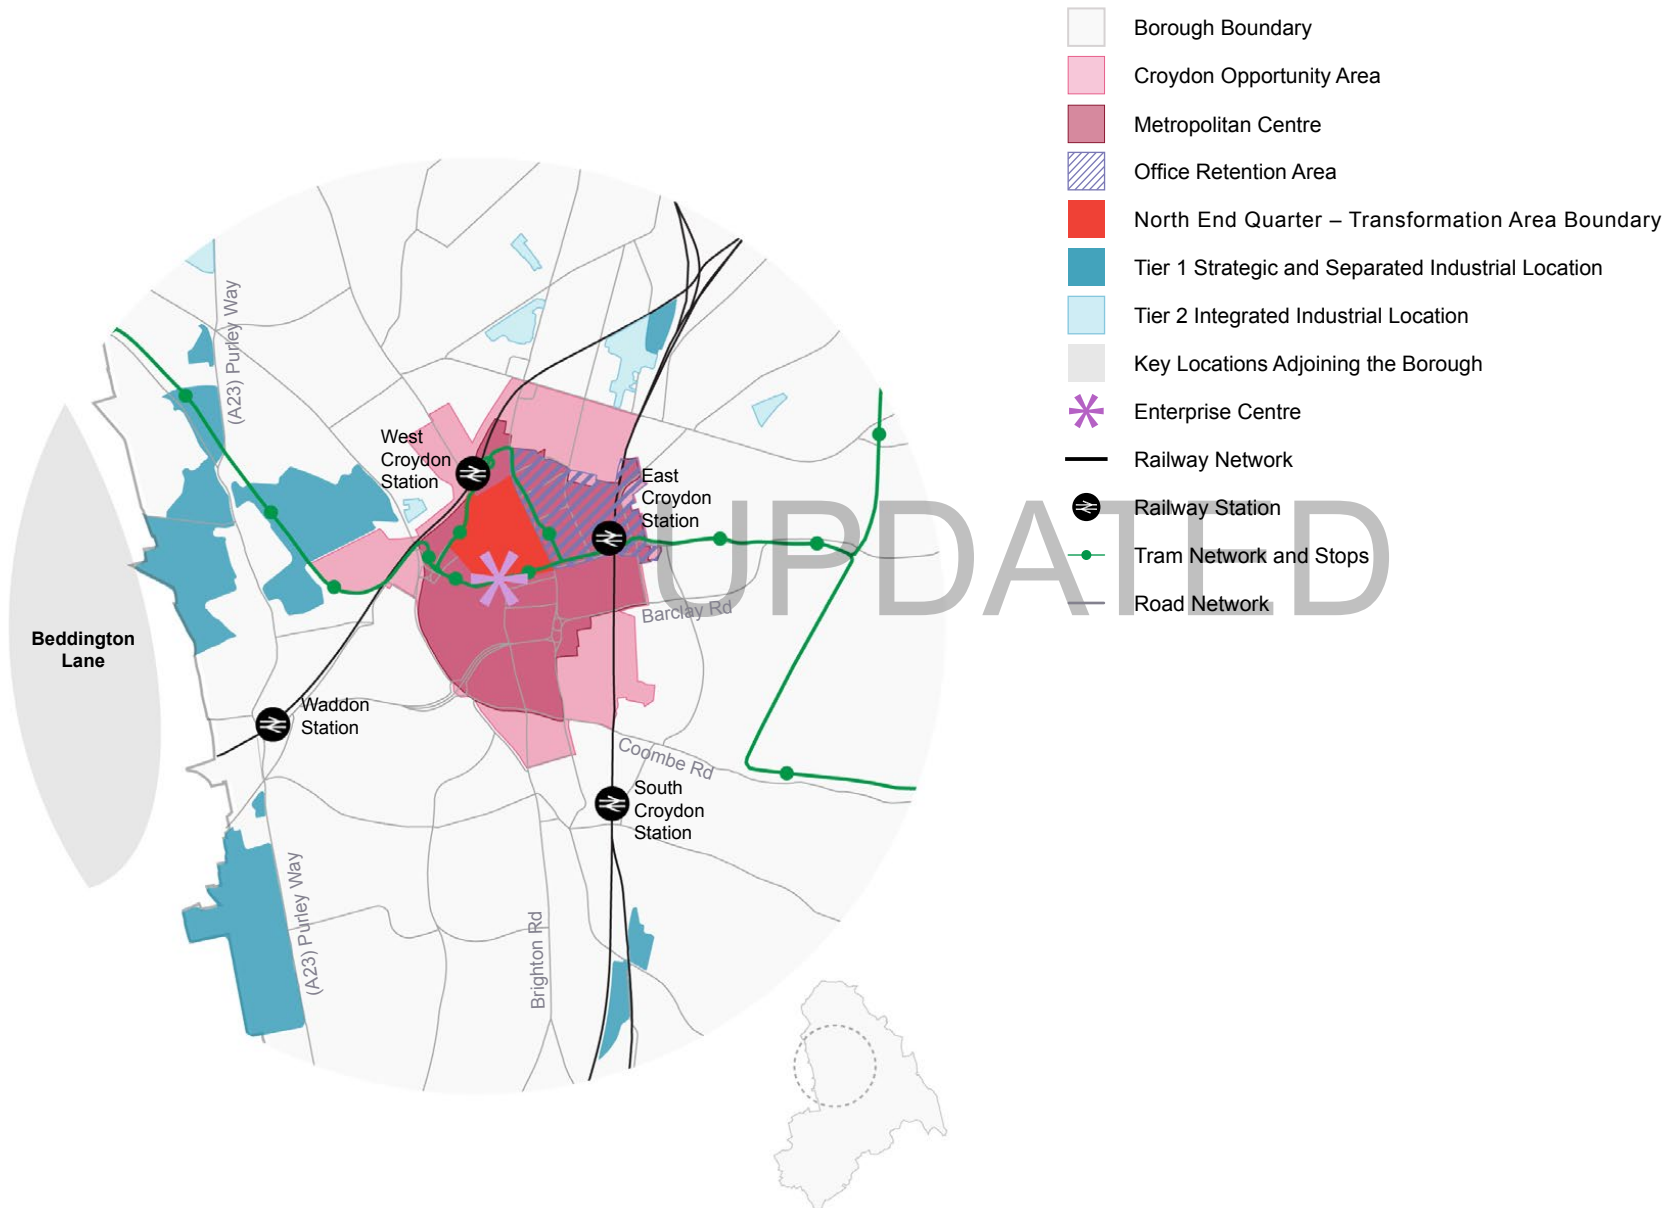 Borough Boundary
Croydon Opportunity Area
Metropolitan Centre
Office Retention Area
North End Quarter – Transformation Area Boundary
Tier 1 Strategic and Separated Industrial Location
Tier 2 Integrated Industrial Location
Key Locations Adjoining the Borough
Enterprise Centre
Railway Network
Railway Station
Tram Network and Stops
Road Network
(A23) Purley Way
West
Croydon
Station
East
Croydon
Station
UPDATED
Barclay Rd
Beddington
Lane
Waddon
Station
Coombe Rd
South
Croydon
Station
(A23) Purley Way
Brighton Rd